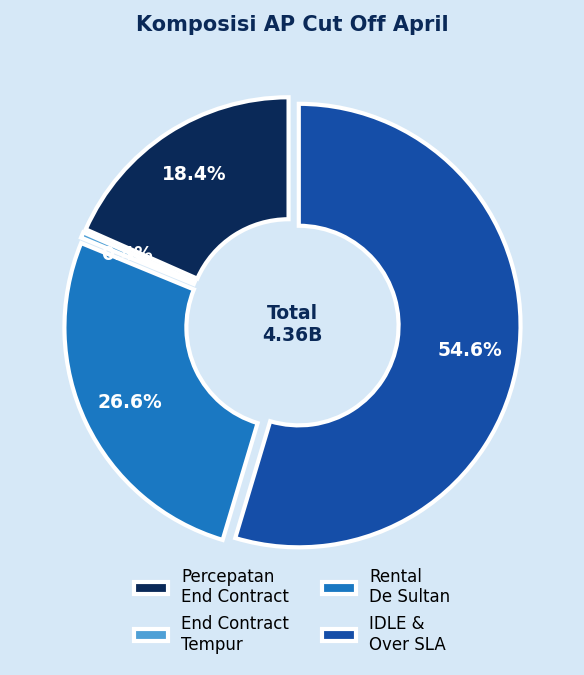 Komposisi AP Cut Off April
18.4%
54.6%
26.6%
Total
4.36B
Percepatan
End Contract
End Contract
Tempur
Rental
De Sultan
IDLE &
Over SLA